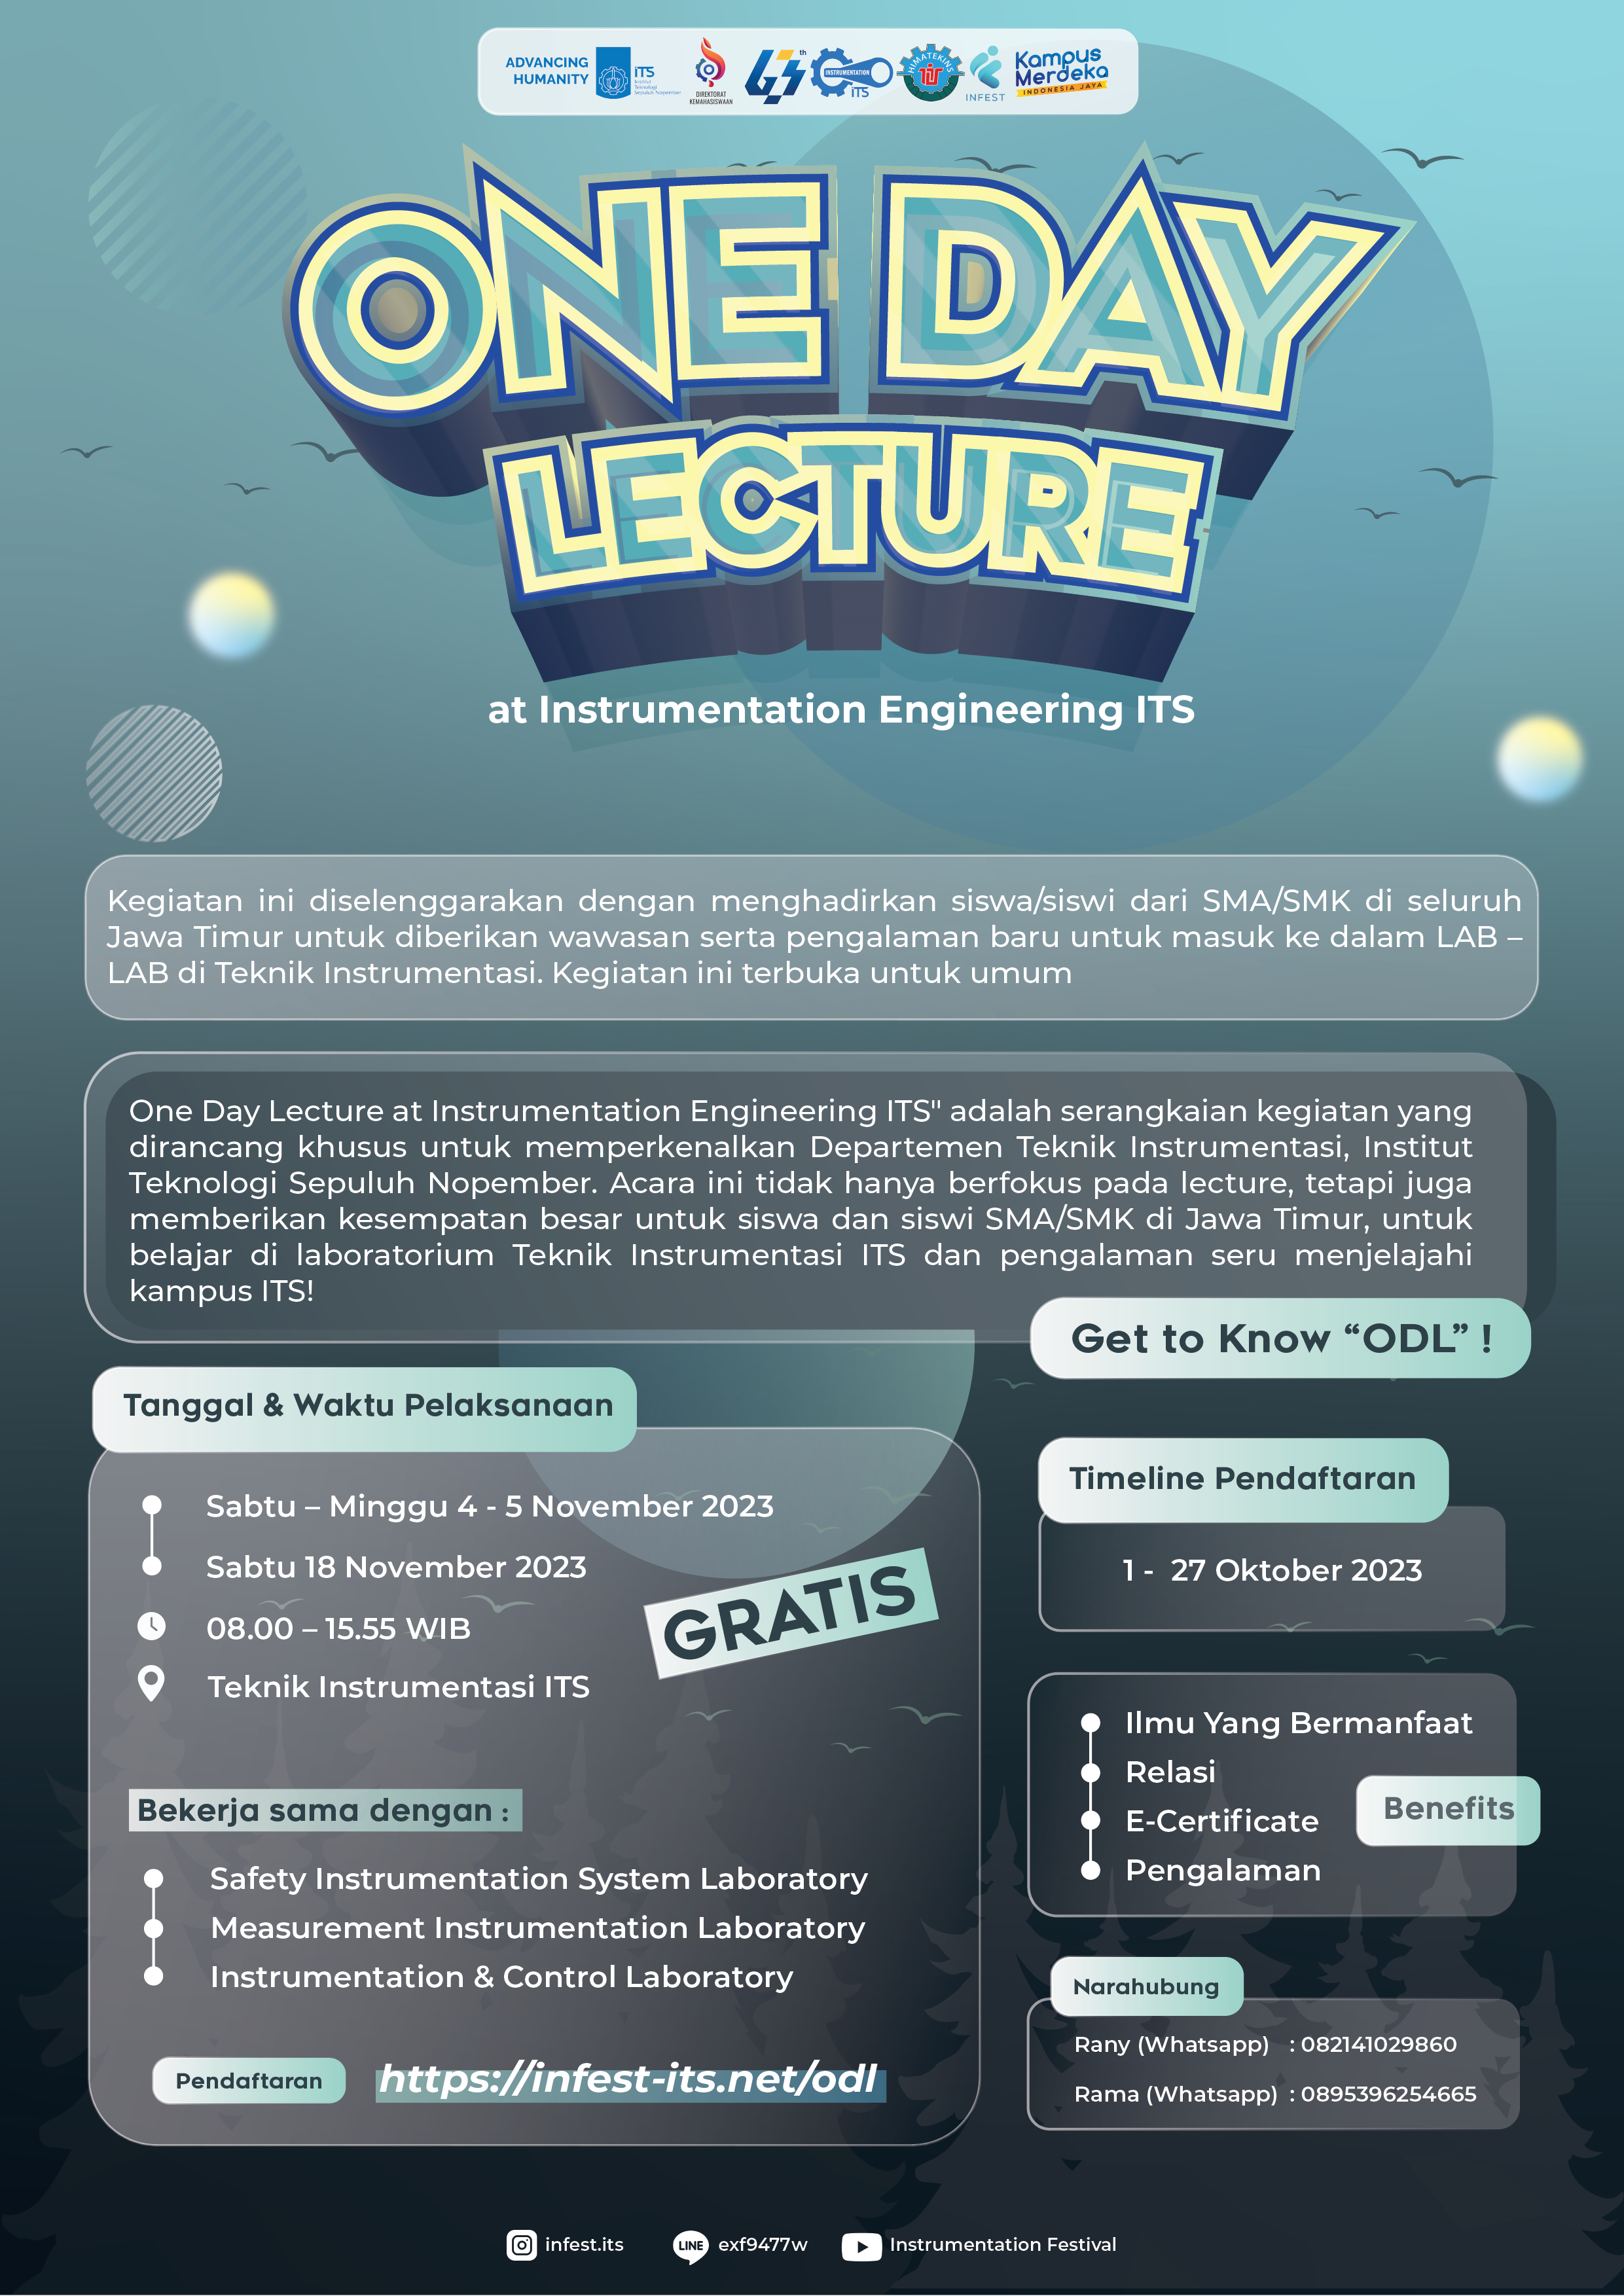 ADVANCING
HUMANITY
ITS
Institut
Teknologi
Sepuluh Nopember
DIREKTORAT
KEMAHASISWAAN
63 th
INSTRUMENTATION
ITS
HIMATEKINS
INFEST
Kampus
Merdeka
INDONESIA JAYA
ONE DAY
LECTURE
at Instrumentation Engineering ITS
Kegiatan ini diselenggarakan dengan menghadirkan siswa/siswi dari SMA/SMK di seluruh
Jawa Timur untuk diberikan wawasan serta pengalaman baru untuk masuk ke dalam LAB –
LAB di Teknik Instrumentasi. Kegiatan ini terbuka untuk umum
One Day Lecture at Instrumentation Engineering ITS" adalah serangkaian kegiatan yang
dirancang khusus untuk memperkenalkan Departemen Teknik Instrumentasi, Institut
Teknologi Sepuluh Nopember. Acara ini tidak hanya berfokus pada lecture, tetapi juga
memberikan kesempatan besar untuk siswa dan siswi SMA/SMK di Jawa Timur, untuk
belajar di laboratorium Teknik Instrumentasi ITS dan pengalaman seru menjelajahi
kampus ITS!
Get to Know “ODL” !
Tanggal & Waktu Pelaksanaan
Sabtu – Minggu 4 - 5 November 2023
Sabtu 18 November 2023
08.00 – 15.55 WIB
Teknik Instrumentasi ITS
GRATIS
Bekerja sama dengan :
Safety Instrumentation System Laboratory
Measurement Instrumentation Laboratory
Instrumentation & Control Laboratory
Pendaftaran
https://infest-its.net/odl
Timeline Pendaftaran
1 - 27 Oktober 2023
Ilmu Yang Bermanfaat
Relasi
E-Certificate
Pengalaman
Benefits
Narahubung
Rany (Whatsapp) : 082141029860
Rama (Whatsapp) : 0895396254665
infest.its
LINE
exf9477w
Instrumentation Festival